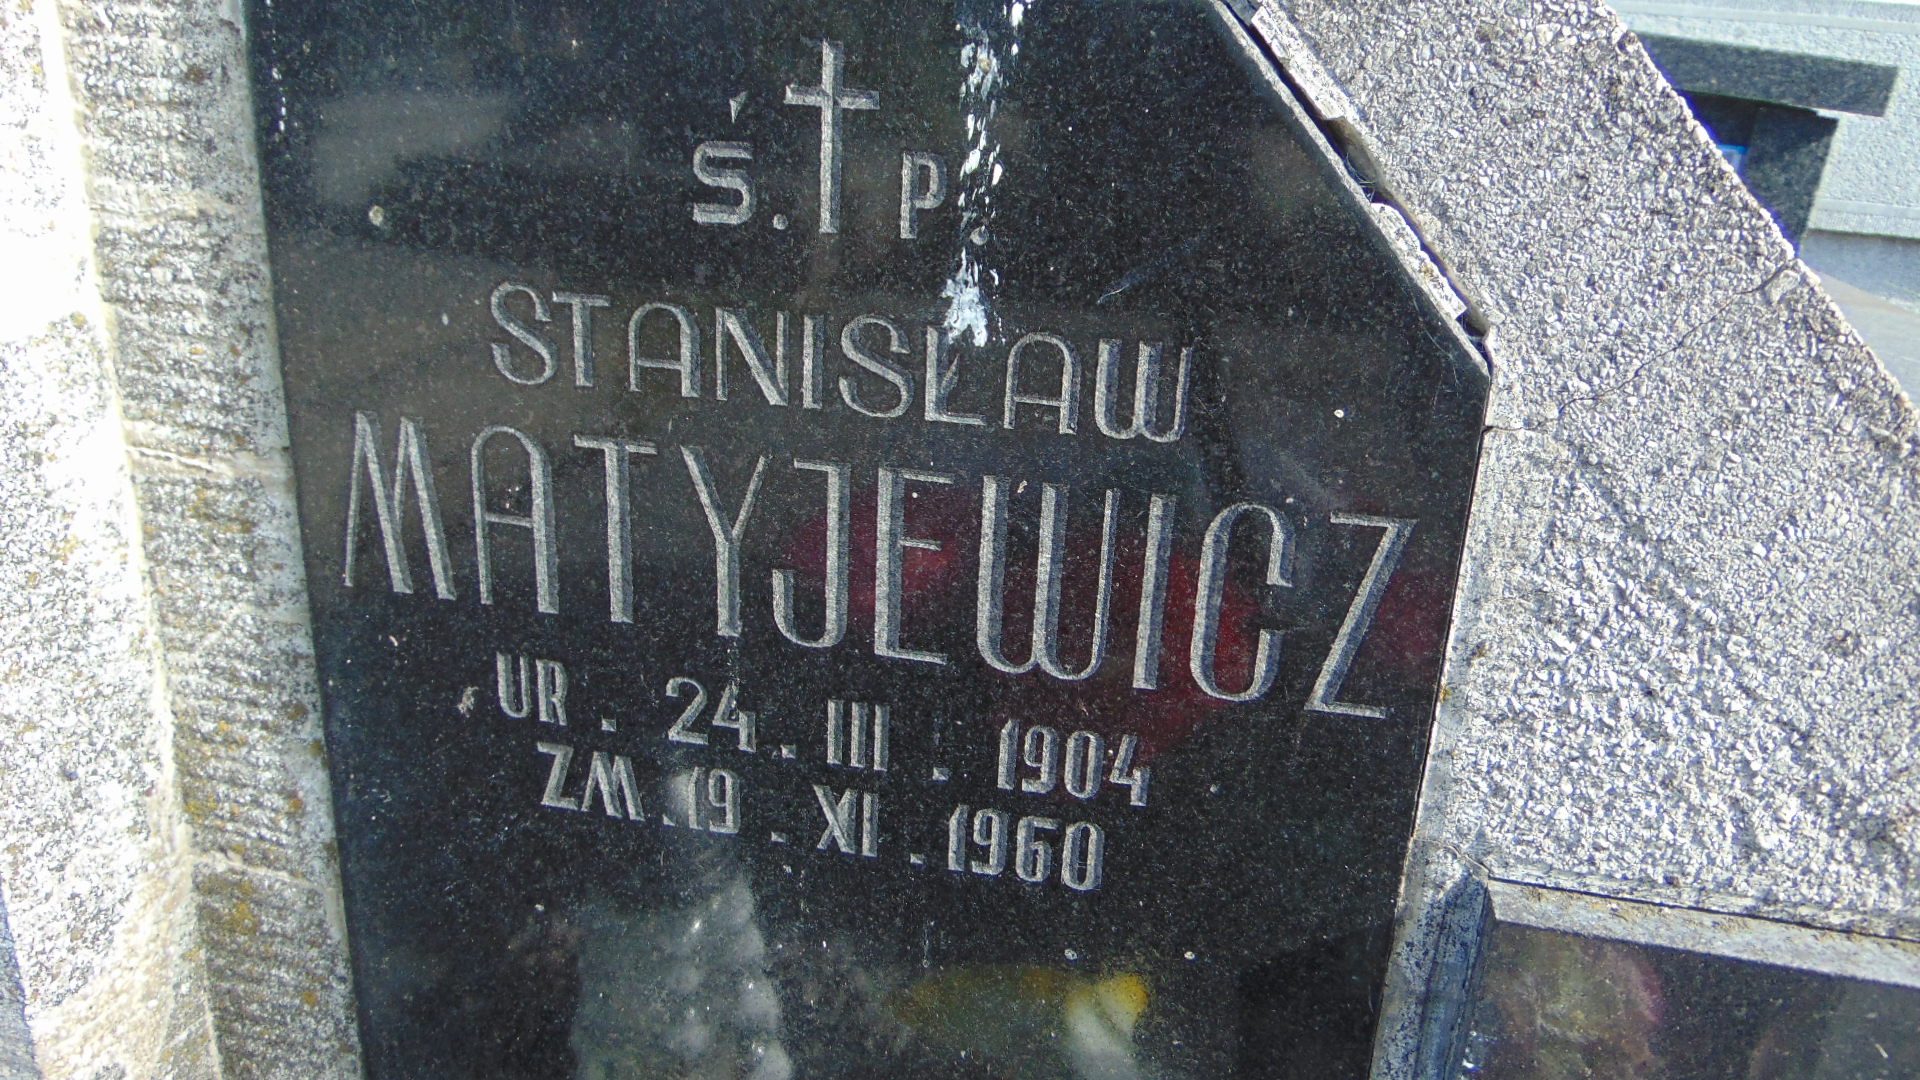 Ś. † P.
STANISŁAW
MATYJEWICZ
UR. 24. III. 1904
ZM. 19. XI. 1960